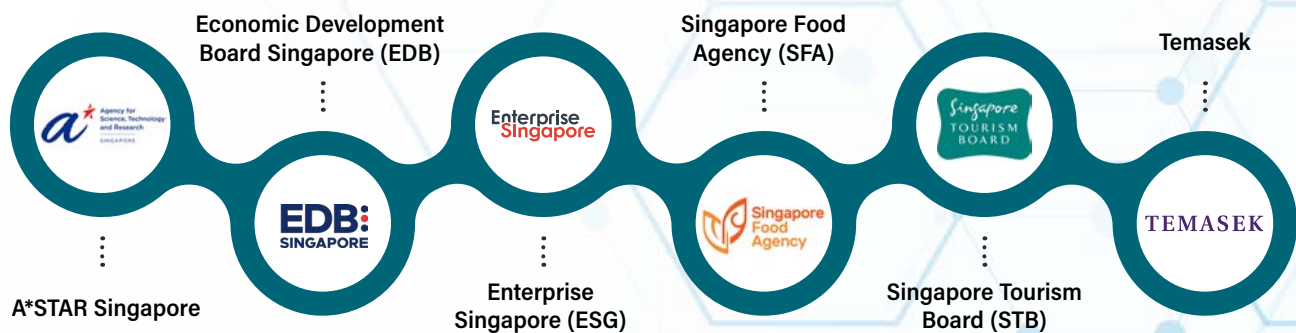 Economic Development
Board Singapore (EDB)
Singapore Food
Agency (SFA)
Temasek
a*
Agency for
Science, Technology
and Research
SINGAPORE
Enterprise
Singapore
Singapore
TOURISM
BOARD
EDB
SINGAPORE
Singapore
Food
Agency
TEMASEK
A*STAR Singapore
Enterprise
Singapore (ESG)
Singapore Tourism
Board (STB)